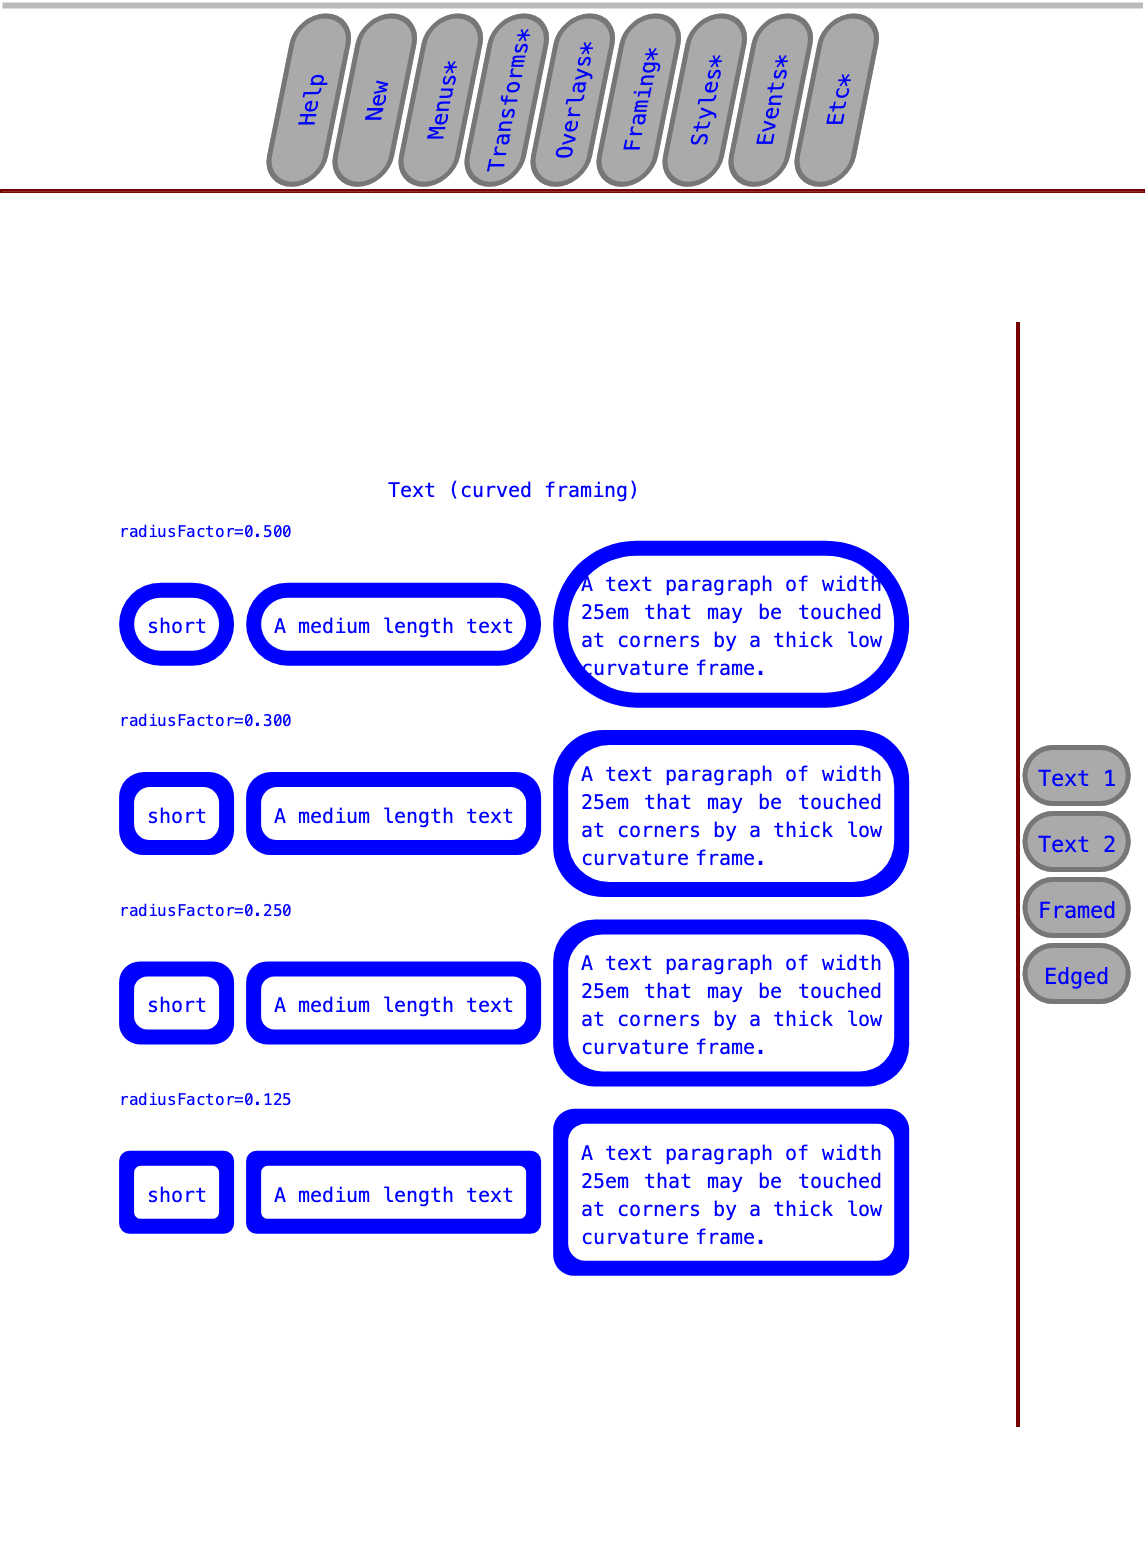 Help
New
Menus*
Transforms*
Overlays*
Framing*
Styles*
Events*
Etc*
Text (curved framing)
radiusFactor=0.500
short
A medium length text
A text paragraph of width
25em that may be touched
at corners by a thick low
curvature frame.
radiusFactor=0.300
short
A medium length text
A text paragraph of width
25em that may be touched
at corners by a thick low
curvature frame.
radiusFactor=0.250
short
A medium length text
A text paragraph of width
25em that may be touched
at corners by a thick low
curvature frame.
radiusFactor=0.125
short
A medium length text
A text paragraph of width
25em that may be touched
at corners by a thick low
curvature frame.
Text 1
Text 2
Framed
Edged